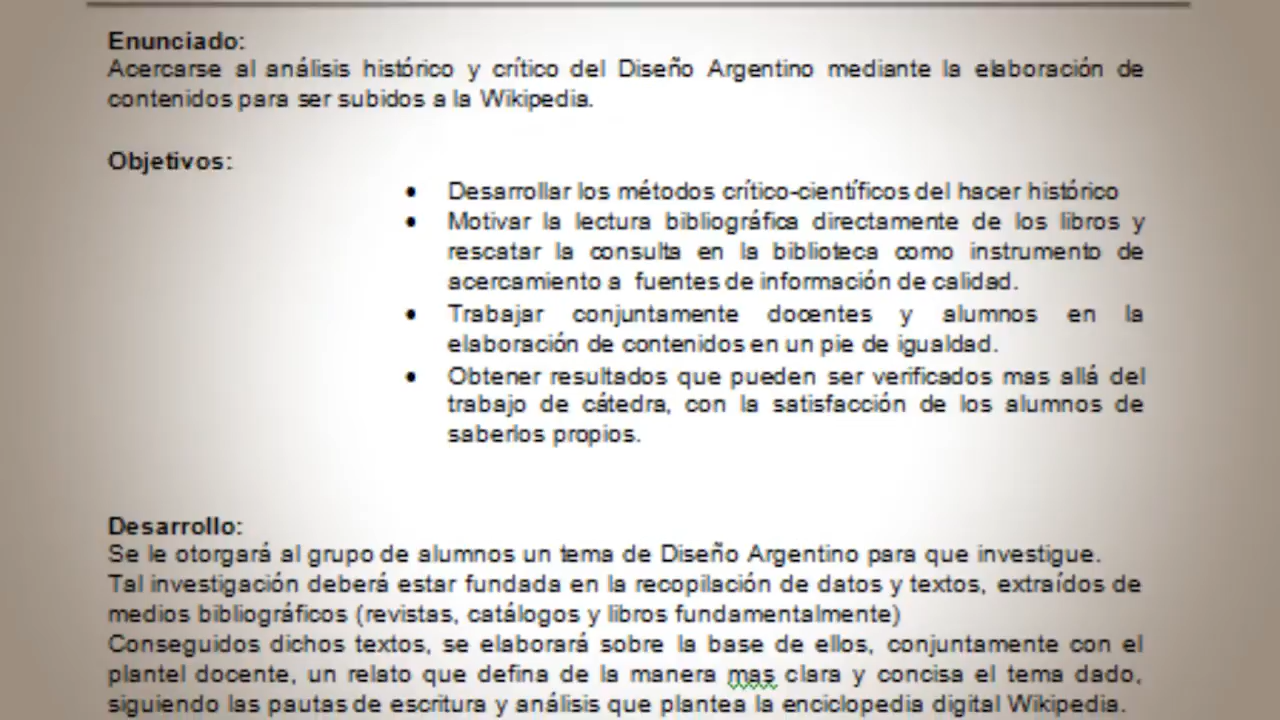 Enunciado:
Acercarse al análisis histórico y crítico del Diseño Argentino mediante la elaboración de
contenidos para ser subidos a la Wikipedia.
Objetivos:
• Desarrollar los métodos crítico-científicos del hacer histórico
• Motivar la lectura bibliográfica directamente de los libros y
rescatar la consulta en la biblioteca como instrumento de
acercamiento a fuentes de información de calidad.
• Trabajar conjuntamente docentes y alumnos en la
elaboración de contenidos en un pie de igualdad.
• Obtener resultados que pueden ser verificados mas allá del
trabajo de cátedra, con la satisfacción de los alumnos de
saberlos propios.
Desarrollo:
Se le otorgará al grupo de alumnos un tema de Diseño Argentino para que investigue.
Tal investigación deberá estar fundada en la recopilación de datos y textos, extraídos de
medios bibliográficos (revistas, catálogos y libros fundamentalmente)
Conseguidos dichos textos, se elaborará sobre la base de ellos, conjuntamente con el
plantel docente, un relato que defina de la manera mas clara y concisa el tema dado,
siguiendo las pautas de escritura y análisis que plantea la enciclopedia digital Wikipedia.